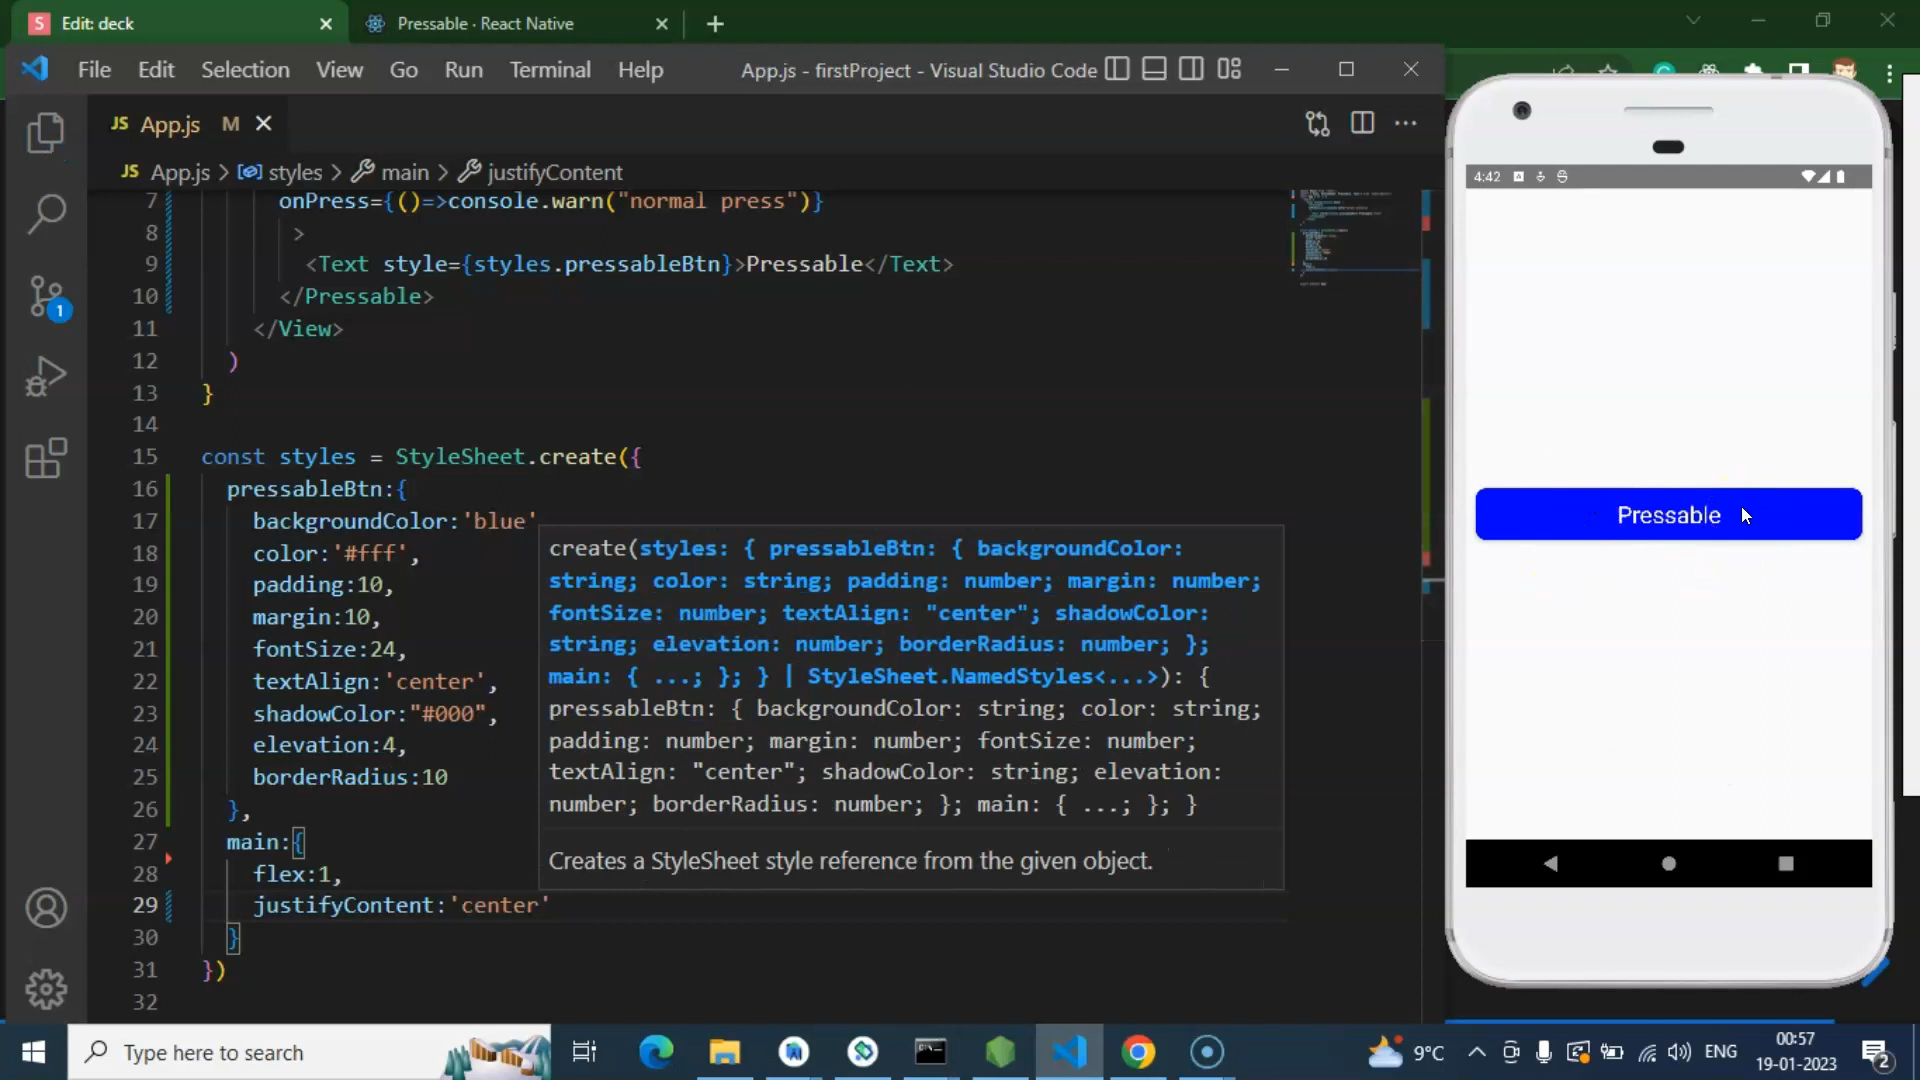 Edit: deck
Pressable · React Native
File Edit Selection View Go Run Terminal Help
App.js - firstProject - Visual Studio Code
JS App.js M
JS App.js > styles > main > justifyContent
7 onPress={()=>console.warn("normal press")}
8 >
9 <Text style={styles.pressableBtn}>Pressable</Text>
10 </Pressable>
11 </View>
12 )
13 }
14
15 const styles = StyleSheet.create({
16 pressableBtn:{
17 backgroundColor:'blue'
18 color:'#fff',
19 padding:10,
20 margin:10,
21 fontSize:24,
22 textAlign:'center',
23 shadowColor:"#000",
24 elevation:4,
25 borderRadius:10
26 },
27 main:{
28 flex:1,
29 justifyContent:'center'
30 }
31 })
32
create(styles: { pressableBtn: { backgroundColor:
string; color: string; padding: number; margin: number;
fontSize: number; textAlign: "center"; shadowColor:
string; elevation: number; borderRadius: number; };
main: { ...; }; } | StyleSheet.NamedStyles<...>): {
pressableBtn: { backgroundColor: string; color: string;
padding: number; margin: number; fontSize: number;
textAlign: "center"; shadowColor: string; elevation:
number; borderRadius: number; }; main: { ...; }; }
Creates a StyleSheet style reference from the given object.
1
4:42
Pressable
Type here to search
9°C
ENG
00:57
19-01-2023
2